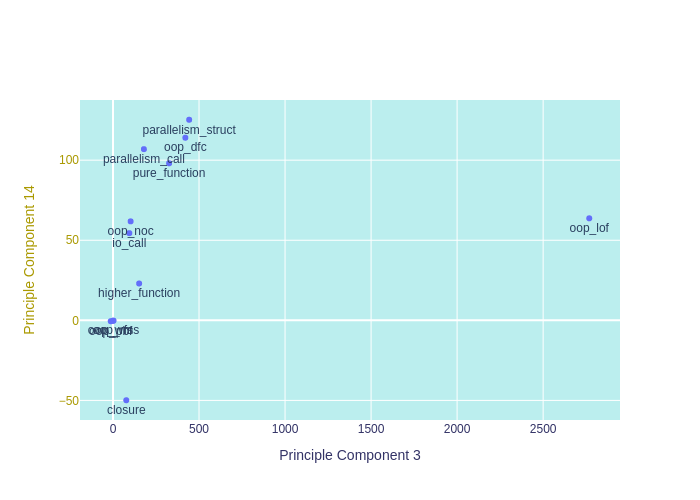 parallelism_struct
oop_dfc
parallelism_call
pure_function
oop_noc
io_call
higher_function
oop_lof
closure
100
50
0
−50
0
500
1000
1500
2000
2500
Principle Component 14
Principle Component 3